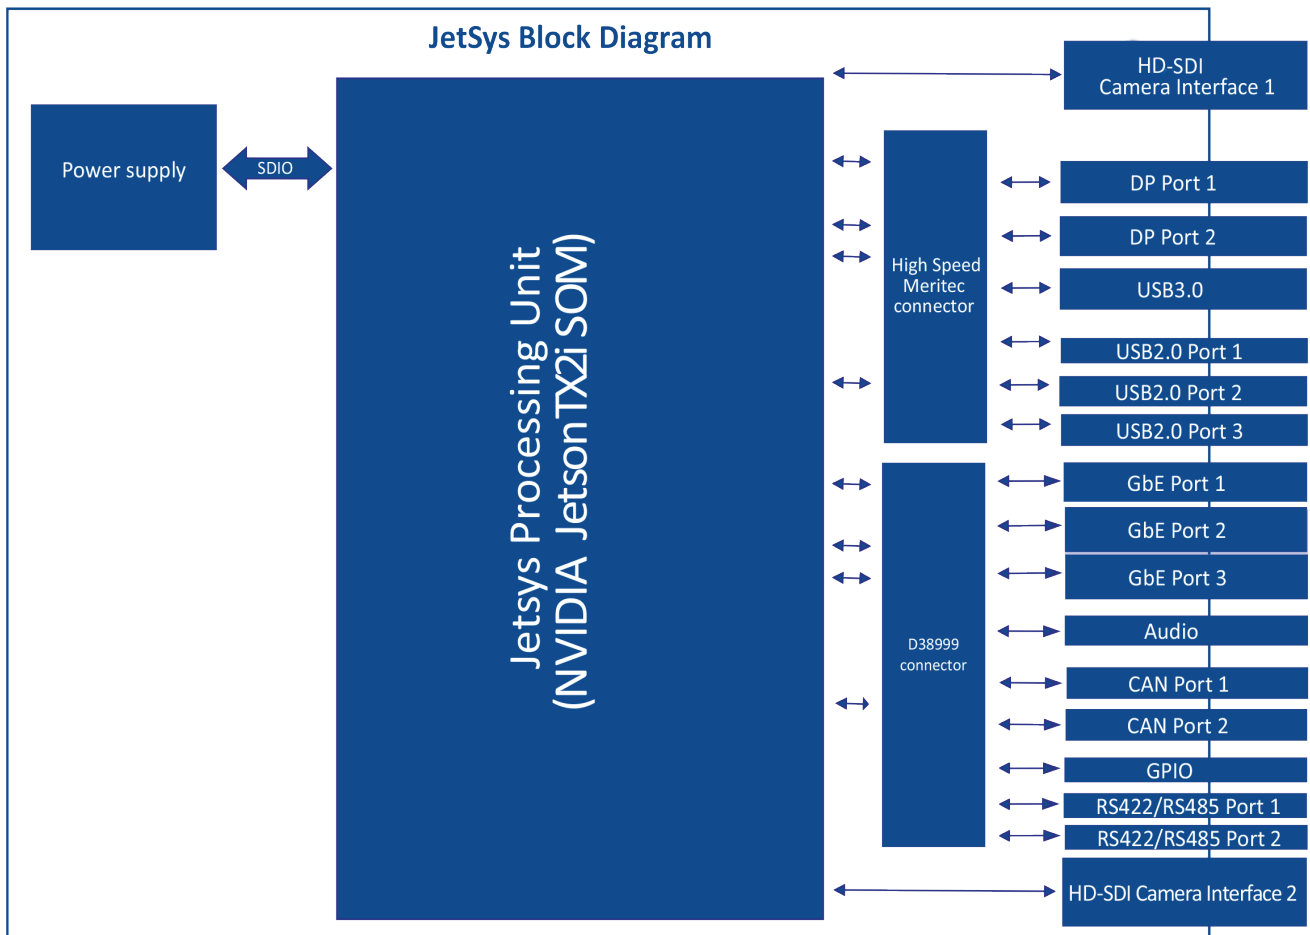 JetSys Block Diagram
Power supply
SDIO
Jetsys Processing Unit
(NVIDIA Jetson TX2i SOM)
High Speed
Meritec
connector
D38999
connector
HD-SDI
Camera Interface 1
DP Port 1
DP Port 2
USB3.0
USB2.0 Port 1
USB2.0 Port 2
USB2.0 Port 3
GbE Port 1
GbE Port 2
GbE Port 3
Audio
CAN Port 1
CAN Port 2
GPIO
RS422/RS485 Port 1
RS422/RS485 Port 2
HD-SDI Camera Interface 2